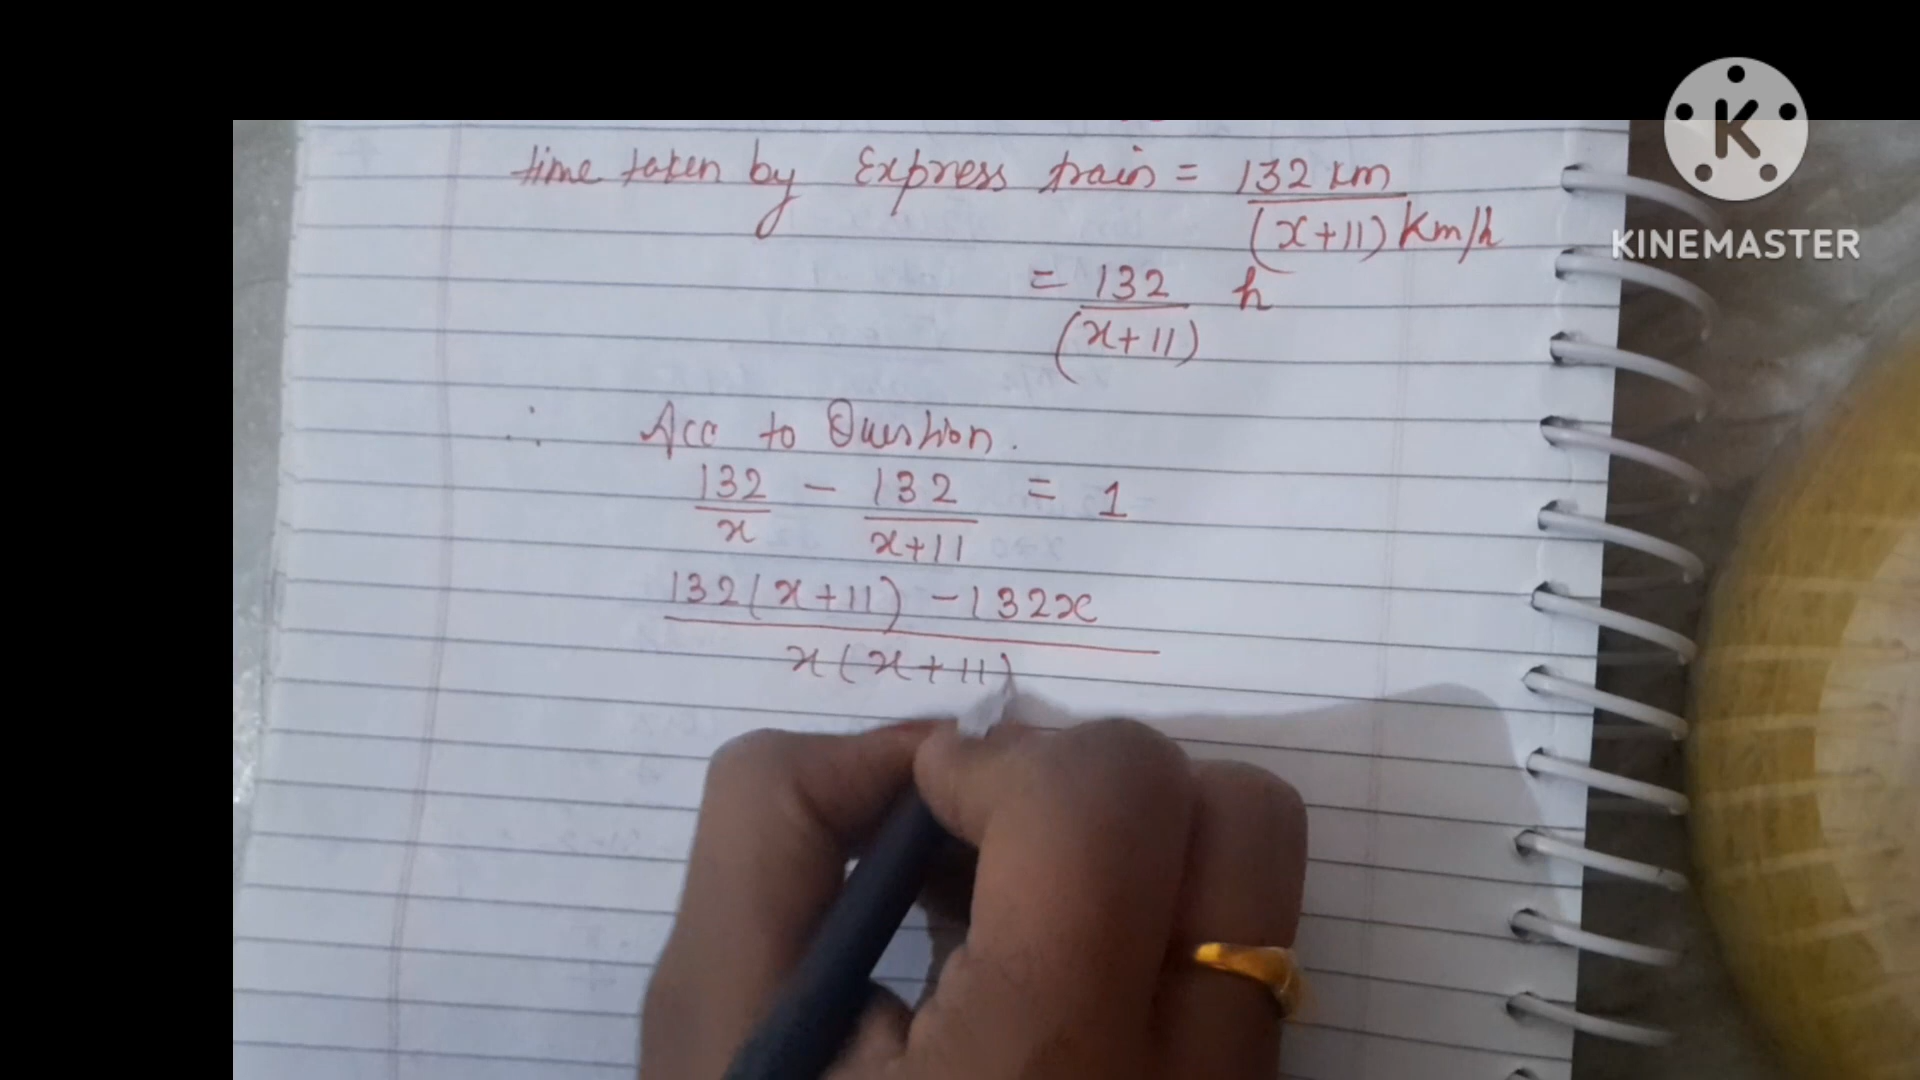 time taken by Express train = 132 km
(x+11) Km/h
= 132 h
(x+11)
∴ Acc to Question.
132 - 132 = 1
x x+11
132(x+11) -132x
x(x+11)
K
KINEMASTER